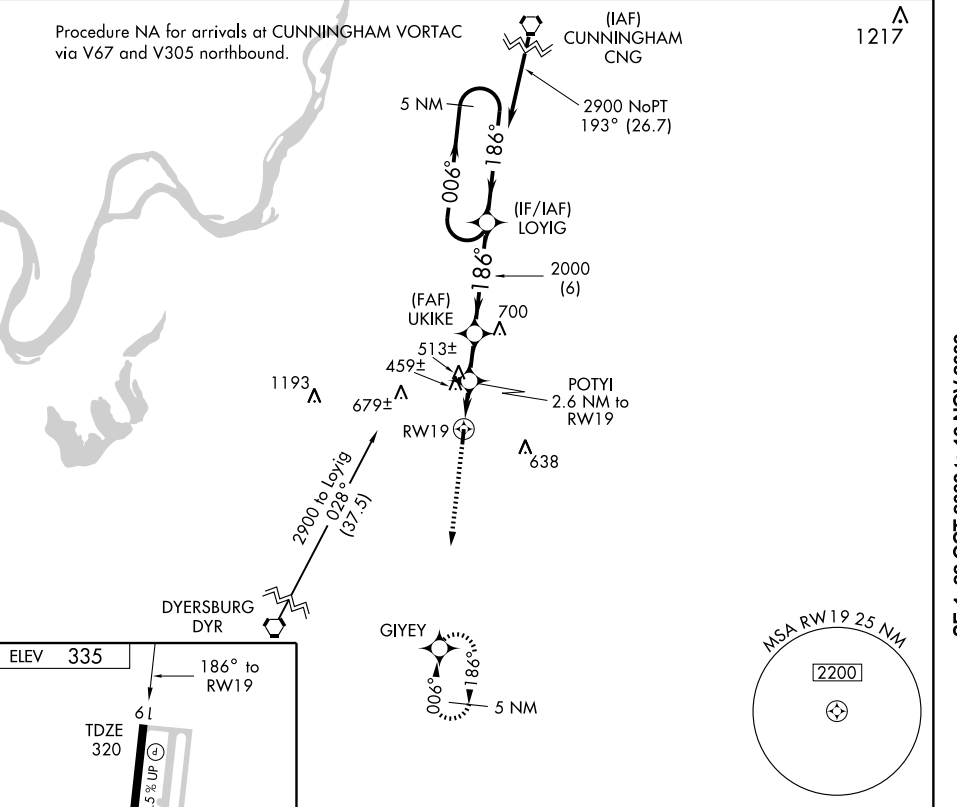 Procedure NA for arrivals at CUNNINGHAM VORTAC
via V67 and V305 northbound.
(IAF)
CUNNINGHAM
CNG
1217
2900 NoPT
193° (26.7)
5 NM
006°
186°
(IF/IAF)
LOYIG
186°
2000
(6)
(FAF)
UKIKE
700
513±
459±
1193
679±
POTYI
2.6 NM to
RW19
RW19
638
2900 to Loyig
028°
(37.5)
DYERSBURG
DYR
GIYEY
006°
186°
5 NM
MSA RW19 25 NM
2200
ELEV 335
186° to
RW19
19
TDZE
320
P
.5 % UP